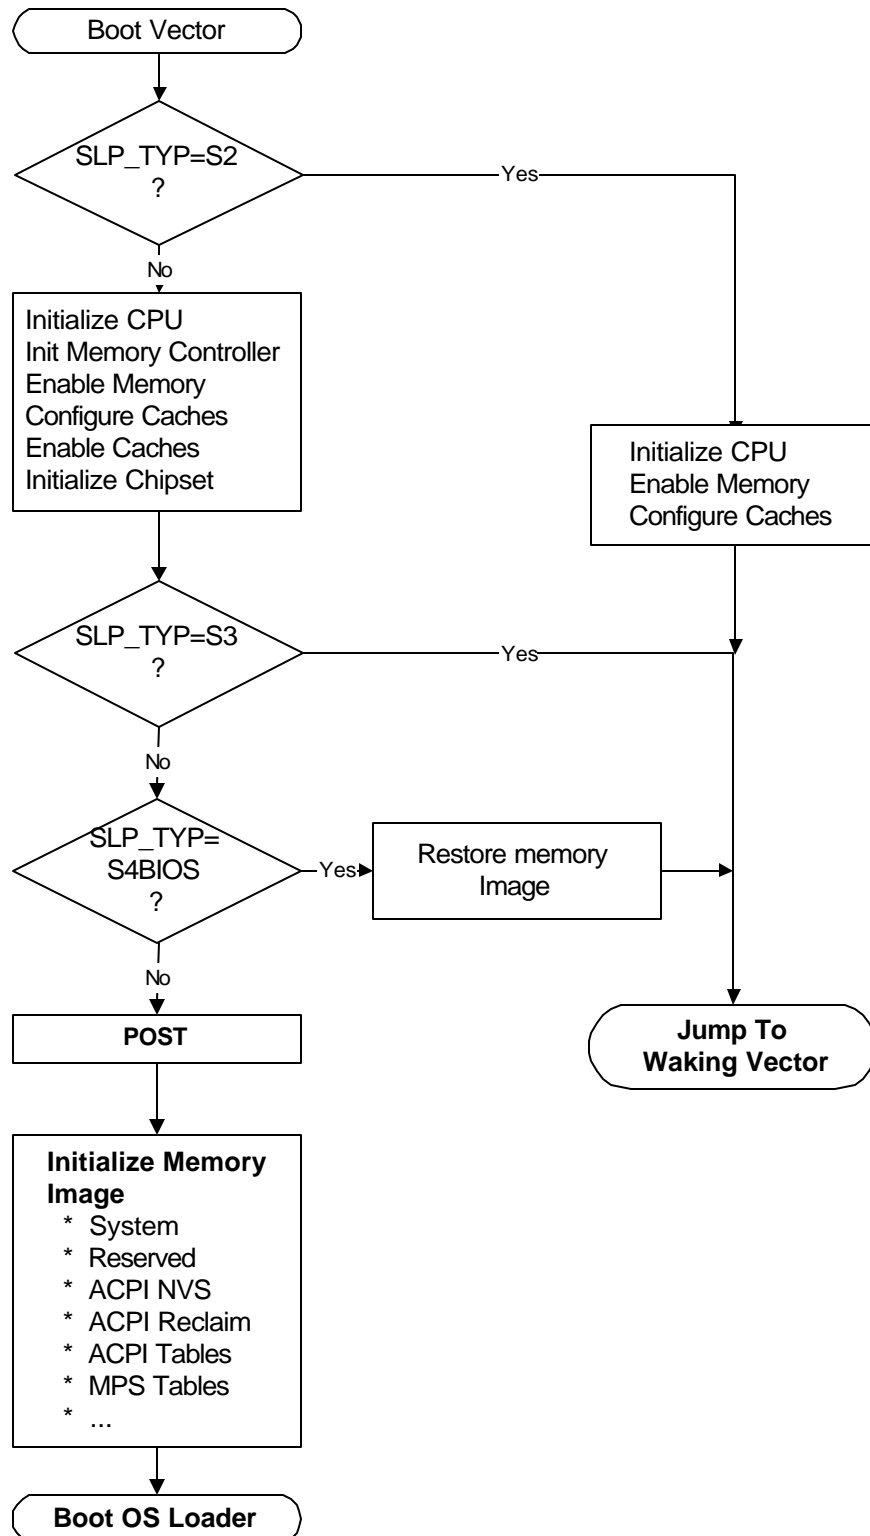 Boot Vector
SLP_TYP=S2
?
Yes
No
Initialize CPU
Init Memory Controller
Enable Memory
Configure Caches
Enable Caches
Initialize Chipset
Initialize CPU
Enable Memory
Configure Caches
SLP_TYP=S3
?
Yes
No
SLP_TYP=
S4BIOS
?
Yes
Restore memory
Image
No
POST
Jump To
Waking Vector
Initialize Memory
Image
* System
* Reserved
* ACPI NVS
* ACPI Reclaim
* ACPI Tables
* MPS Tables
* ...
Boot OS Loader